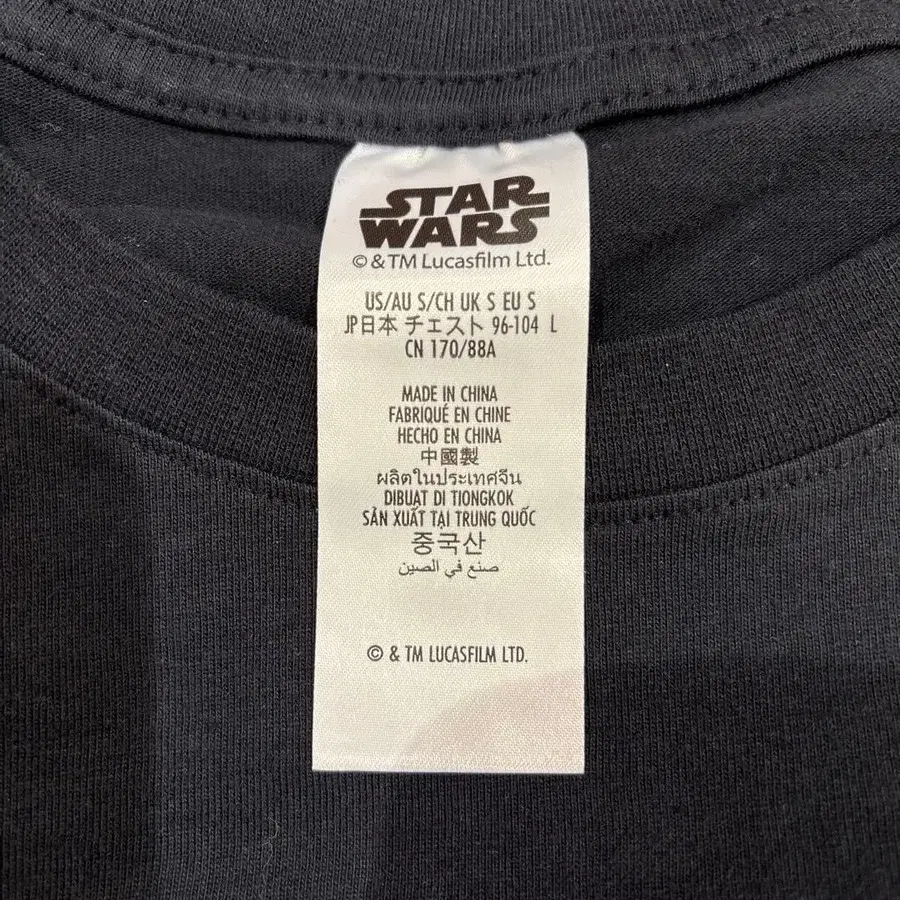 STAR
WARS
© & TM Lucasfilm Ltd.
US/AU S/CH UK S EU S
JP日本 チェスト 96-104 L
CN 170/88A
MADE IN CHINA
FABRIQUÉ EN CHINE
HECHO EN CHINA
中國製
ผลิตในประเทศจีน
DIBUAT DI TIONGKOK
SẢN XUẤT TẠI TRUNG QUỐC
중국산
صنع في الصين
© & TM LUCASFILM LTD.